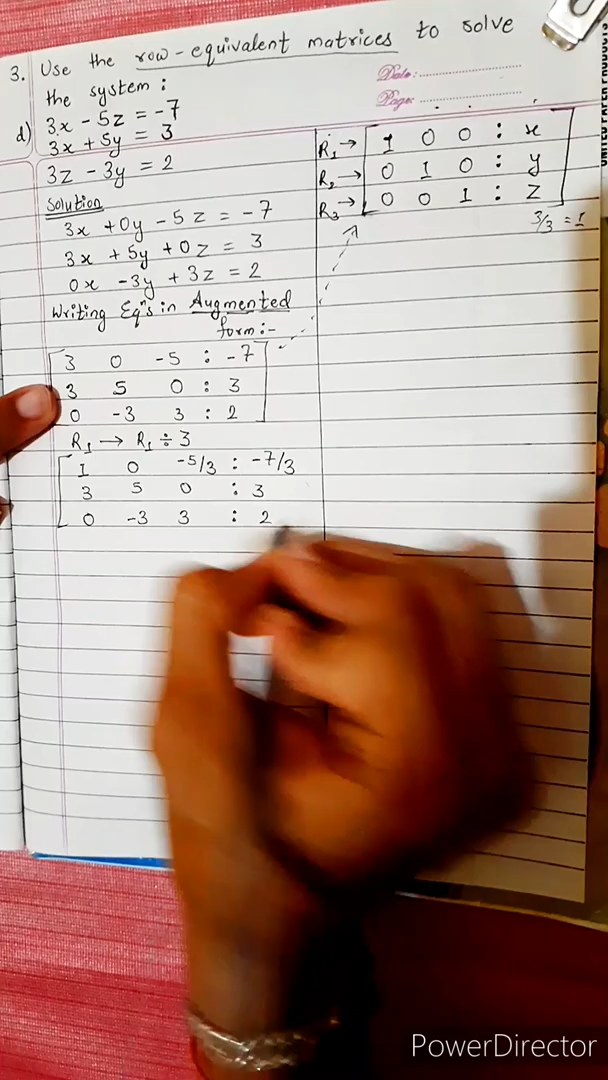 3. Use the row-equivalent matrices to solve
the system :
Date:
Page:
d) 3x - 5z = -7
3x + 5y = 3
3z - 3y = 2
Solution
3x + 0y - 5z = -7
3x + 5y + 0z = 3
0x - 3y + 3z = 2
Writing Eqⁿs in Augmented
form:-
3 0 -5 : -7
3 5 0 : 3
0 -3 3 : 2
R₁ → R₁ ÷ 3
1 0 -5/3 : -7/3
3 5 0 : 3
0 -3 3 : 2
R₁→ 1 0 0 : x
R₂→ 0 1 0 : y
R₃→ 0 0 1 : z
3/3 = 1
PowerDirector